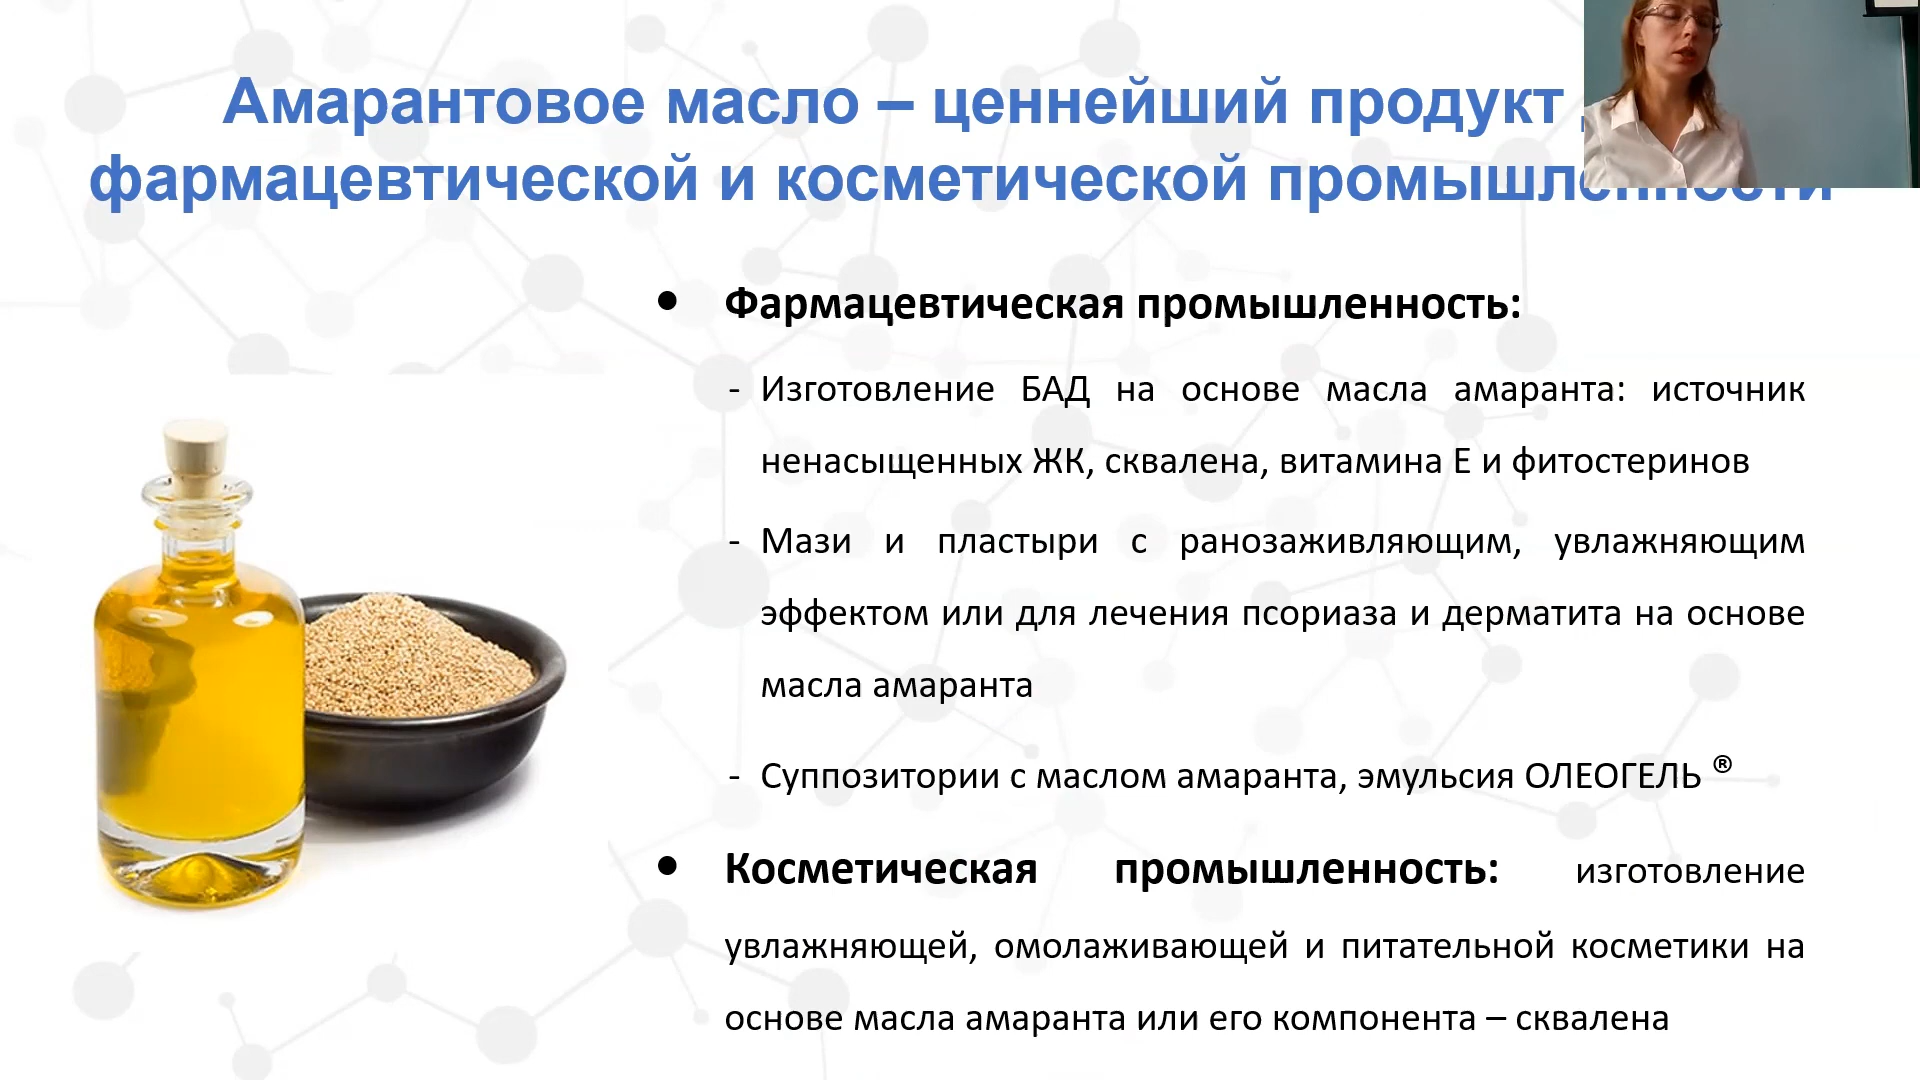 Амарантовое масло – ценнейший продукт
фармацевтической и косметической промышленности
• Фармацевтическая промышленность:
- Изготовление БАД на основе масла амаранта: источник
ненасыщенных ЖК, сквалена, витамина Е и фитостеринов
- Мази и пластыри с ранозаживляющим, увлажняющим
эффектом или для лечения псориаза и дерматита на основе
масла амаранта
- Суппозитории с маслом амаранта, эмульсия ОЛЕОГЕЛЬ ®
• Косметическая промышленность: изготовление
увлажняющей, омолаживающей и питательной косметики на
основе масла амаранта или его компонента – сквалена